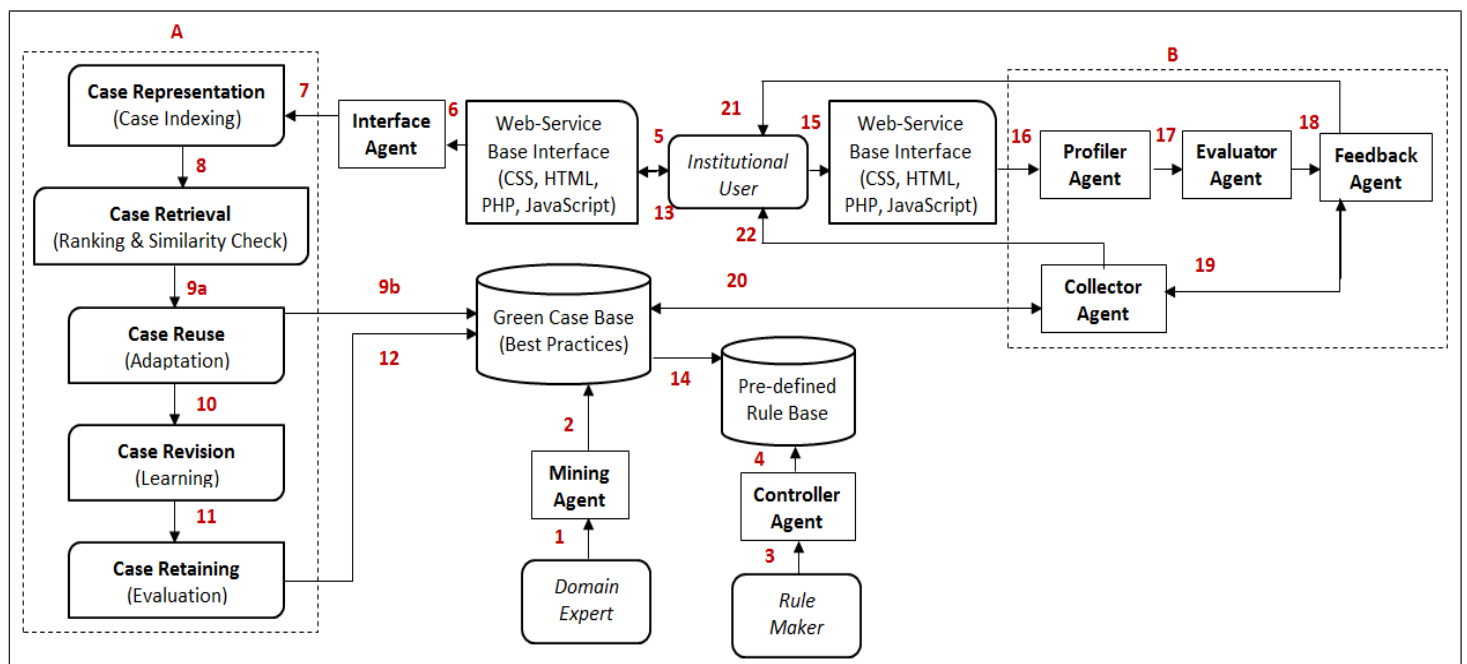 A
B
7
Case Representation
(Case Indexing)
Interface
Agent
6
Web-Service
Base Interface
(CSS, HTML,
PHP, JavaScript)
5
13
21
Institutional
User
22
15
Web-Service
Base Interface
(CSS, HTML,
PHP, JavaScript)
16
Profiler
Agent
17
Evaluator
Agent
18
Feedback
Agent
8
Case Retrieval
(Ranking & Similarity Check)
9a
9b
Green Case Base
(Best Practices)
20
Collector
Agent
19
Case Reuse
(Adaptation)
12
14
Pre-defined
Rule Base
10
2
4
Case Revision
(Learning)
Mining
Agent
Controller
Agent
11
1
3
Case Retaining
(Evaluation)
Domain
Expert
Rule
Maker